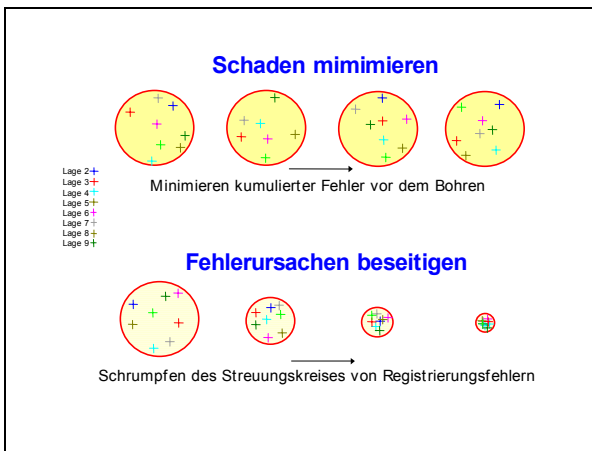 Schaden mimimieren
Lage 2
Lage 3
Lage 4
Lage 5
Lage 6
Lage 7
Lage 8
Lage 9
Minimieren kumulierter Fehler vor dem Bohren
Fehlerursachen beseitigen
Schrumpfen des Streuungskreises von Registrierungsfehlern